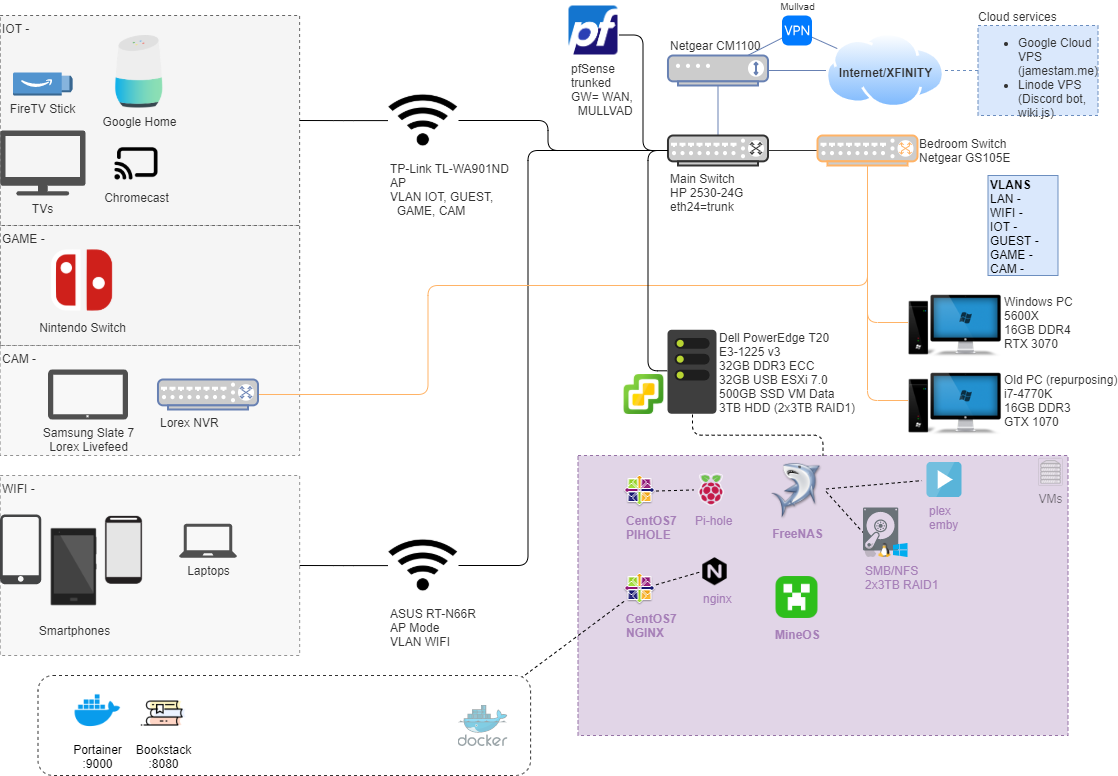 IOT -
FireTV Stick
Google Home
TVs
Chromecast
GAME -
Nintendo Switch
CAM -
Samsung Slate 7
Lorex Livefeed
Lorex NVR
WIFI -
Smartphones
Laptops
TP-Link TL-WA901ND
AP
VLAN IOT, GUEST,
GAME, CAM
ASUS RT-N66R
AP Mode
VLAN WIFI
pf
pfSense
trunked
GW= WAN,
MULLVAD
Netgear CM1100
Mullvad
VPN
Internet/XFINITY
Cloud services
• Google Cloud
VPS
(jamestam.me)
• Linode VPS
(Discord bot,
wiki.js)
Main Switch
HP 2530-24G
eth24=trunk
Bedroom Switch
Netgear GS105E
VLANS
LAN -
WIFI -
IOT -
GUEST -
GAME -
CAM -
Windows PC
5600X
16GB DDR4
RTX 3070
Old PC (repurposing)
i7-4770K
16GB DDR3
GTX 1070
Dell PowerEdge T20
E3-1225 v3
32GB DDR3 ECC
32GB USB ESXi 7.0
500GB SSD VM Data
3TB HDD (2x3TB RAID1)
VMs
CentOS7
PIHOLE
Pi-hole
FreeNAS
plex
emby
SMB/NFS
2x3TB RAID1
CentOS7
NGINX
N
nginx
MineOS
Portainer
:9000
Bookstack
:8080
docker